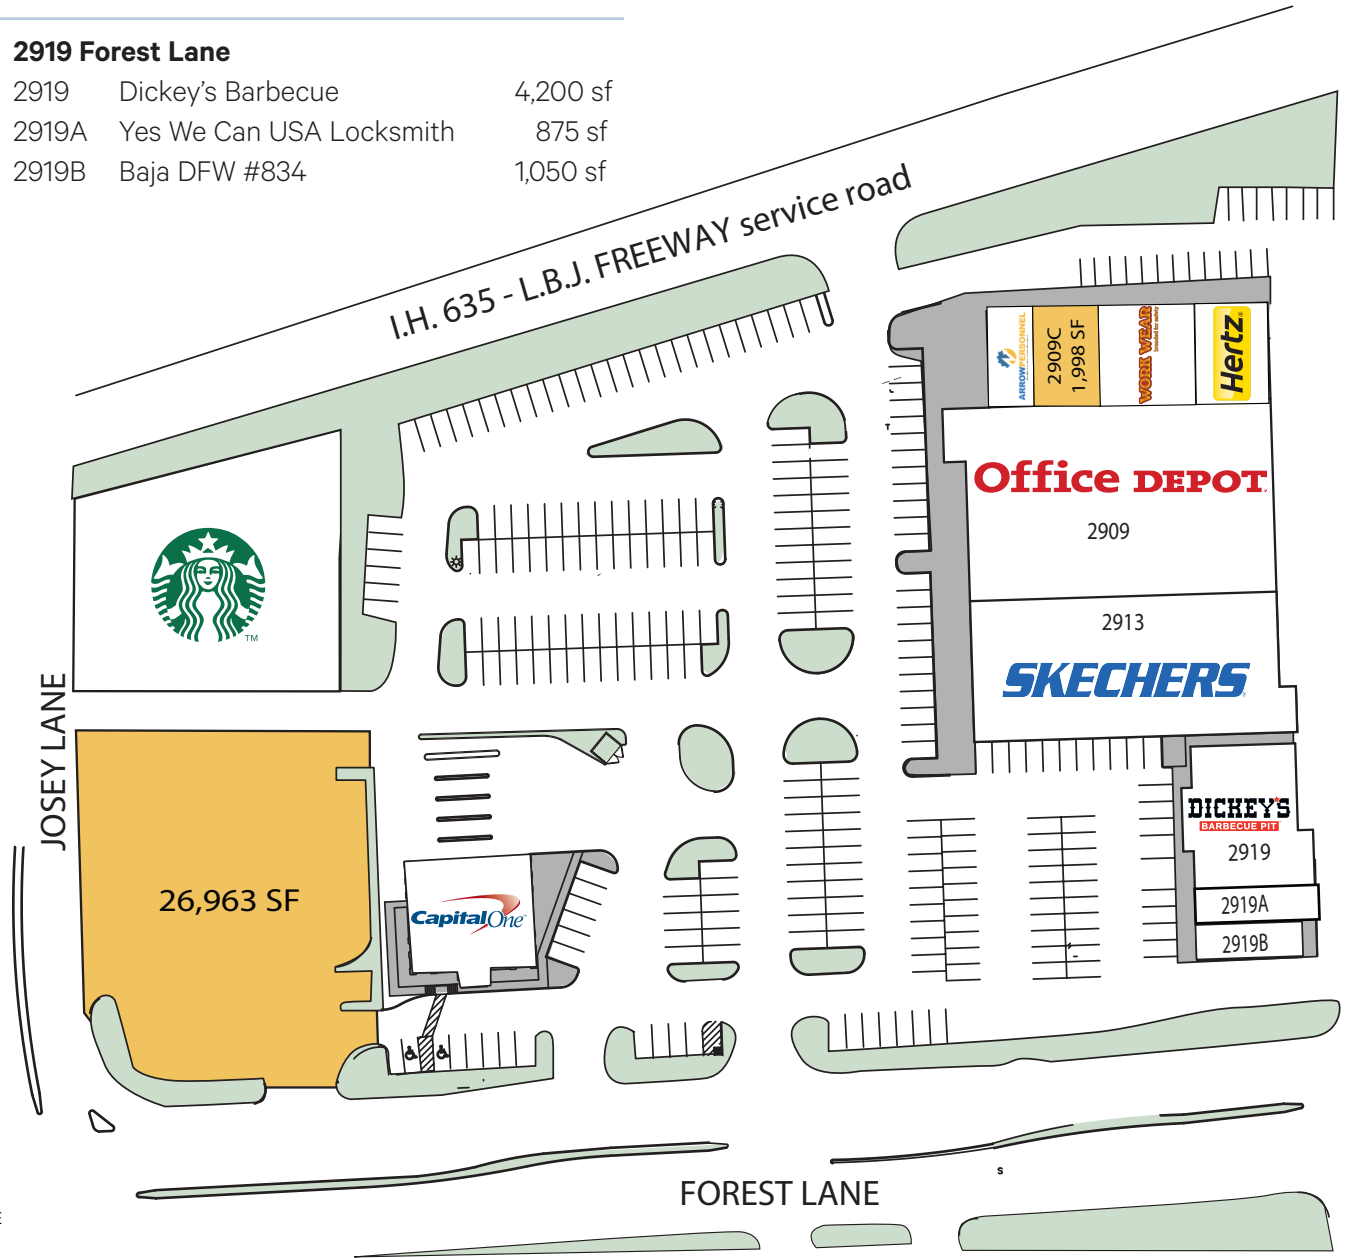 2919 Forest Lane
2919 Dickey's Barbecue 4,200 sf
2919A Yes We Can USA Locksmith 875 sf
2919B Baja DFW #834 1,050 sf
I.H. 635 - L.B.J. FREEWAY service road
ARROWPERSONNEL
2909C
1,998 SF
WORK WEAR
Hertz
Office DEPOT
2909
2913
SKECHERS
TM
JOSEY LANE
DICKEY'S
BARBECUE PIT
2919
2919A
2919B
26,963 SF
CapitalOne
S
FOREST LANE
E